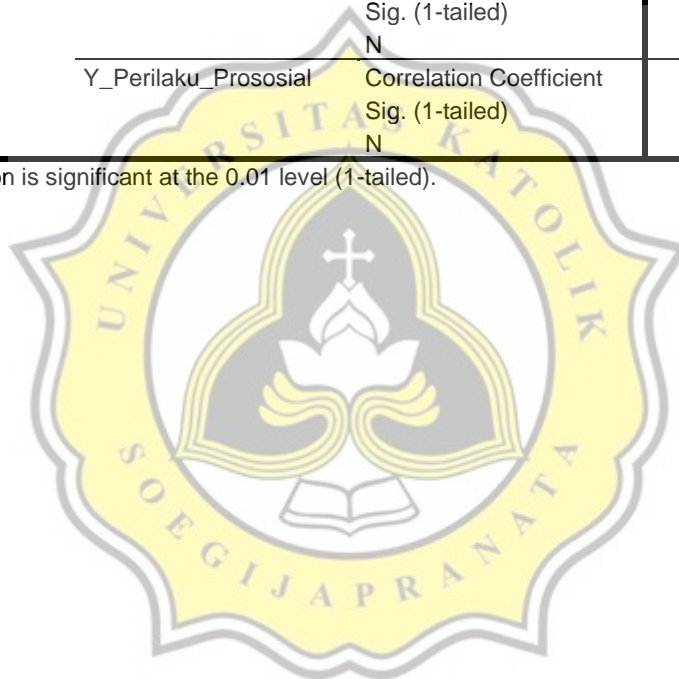 Sig. (1-tailed)
N
Y_Perilaku_Prososial Correlation Coefficient
Sig. (1-tailed)
N
n is significant at the 0.01 level (1-tailed).
UNIVERSITAS KATOLIK
SOEGIJAPRANATA